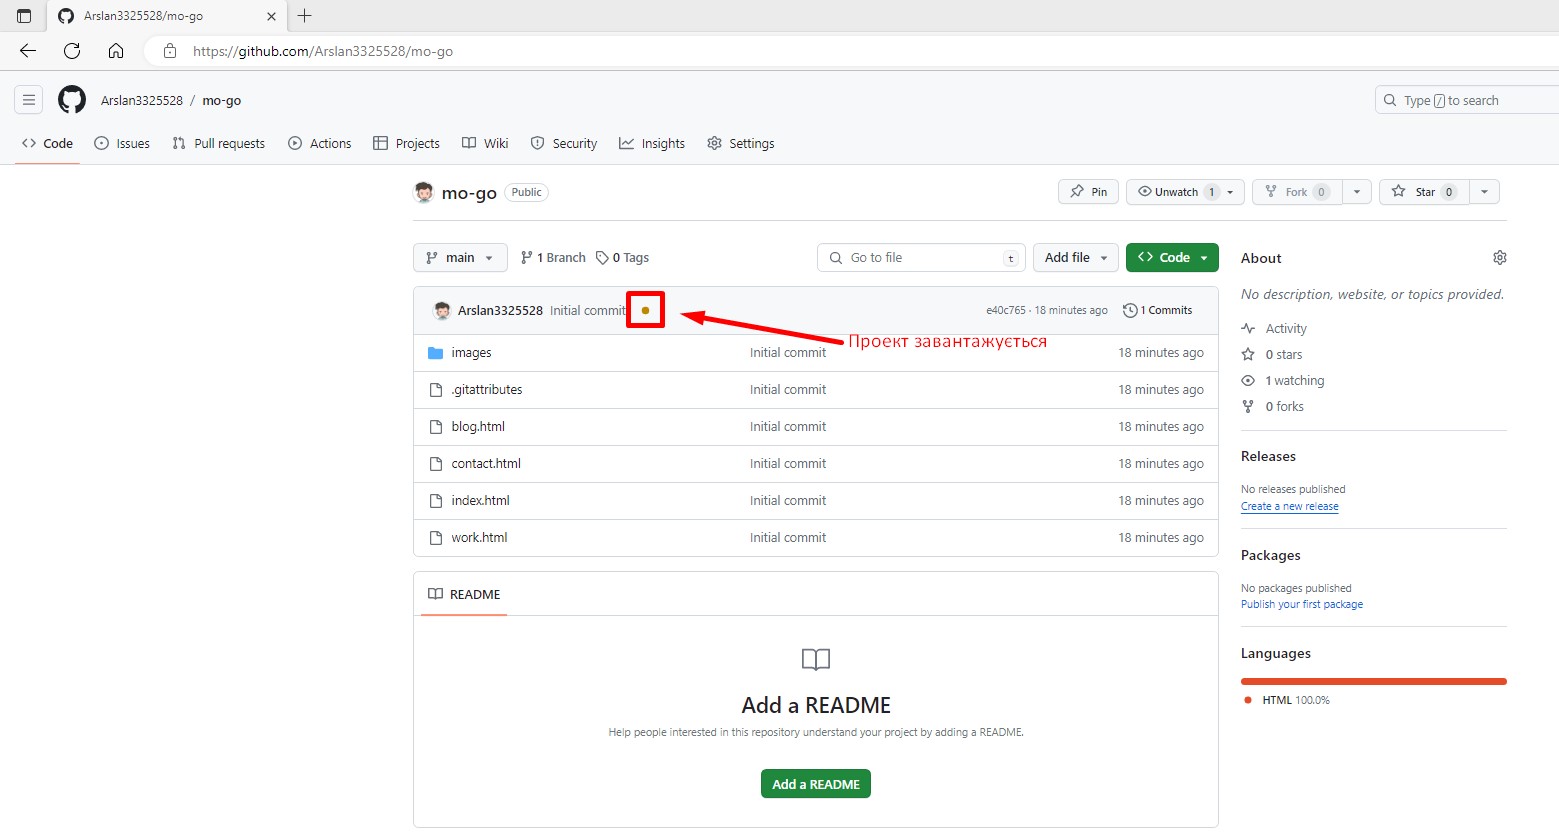 Arslan3325528/mo-go
https://github.com/Arslan3325528/mo-go
Arslan3325528 / mo-go
Type / to search
Code Issues Pull requests Actions Projects Wiki Security Insights Settings
mo-go Public
Pin Unwatch 1 Fork 0 Star 0
main 1 Branch 0 Tags Go to file t Add file Code
Arslan3325528 Initial commit e40c765 · 18 minutes ago 1 Commits
Проект завантажується
images Initial commit 18 minutes ago
.gitattributes Initial commit 18 minutes ago
blog.html Initial commit 18 minutes ago
contact.html Initial commit 18 minutes ago
index.html Initial commit 18 minutes ago
work.html Initial commit 18 minutes ago
README
Add a README
Help people interested in this repository understand your project by adding a README.
Add a README
About
No description, website, or topics provided.
Activity
0 stars
1 watching
0 forks
Releases
No releases published
Create a new release
Packages
No packages published
Publish your first package
Languages
HTML 100.0%